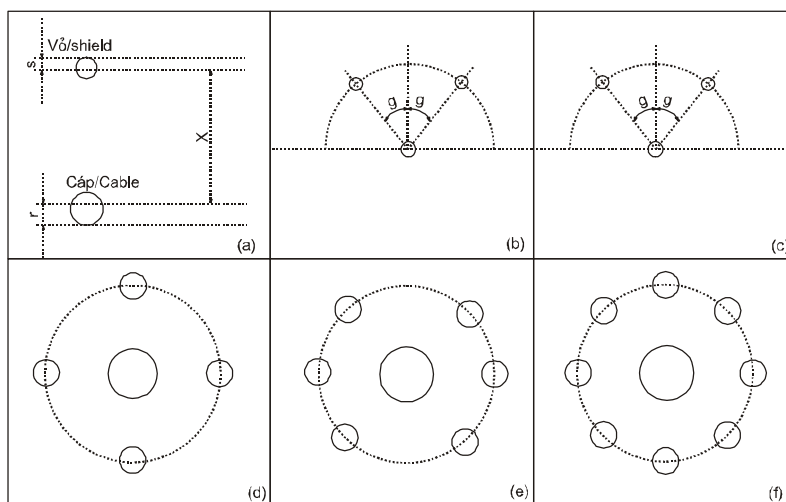 Vỏ/shield
s
X
Cáp/Cable
r
(a)
g g
(b)
g g
(c)
(d)
(e)
(f)